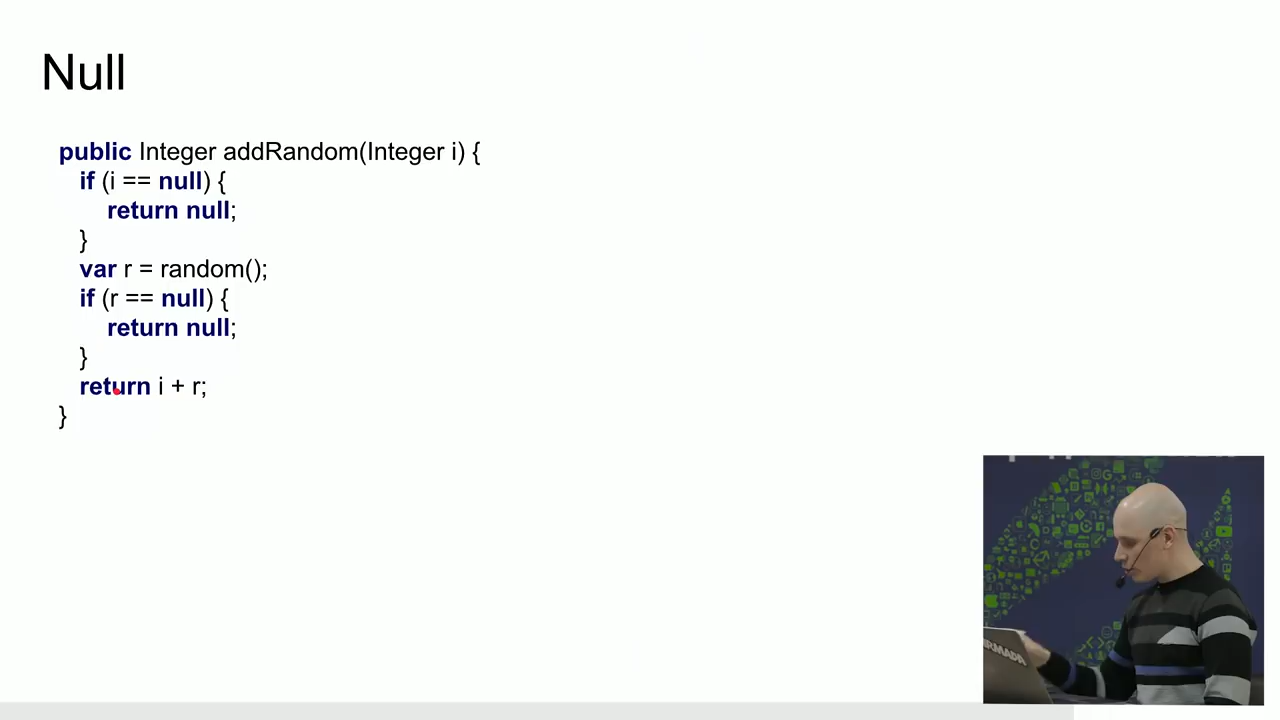 Null
public Integer addRandom(Integer i) {
if (i == null) {
return null;
}
var r = random();
if (r == null) {
return null;
}
return i + r;
}